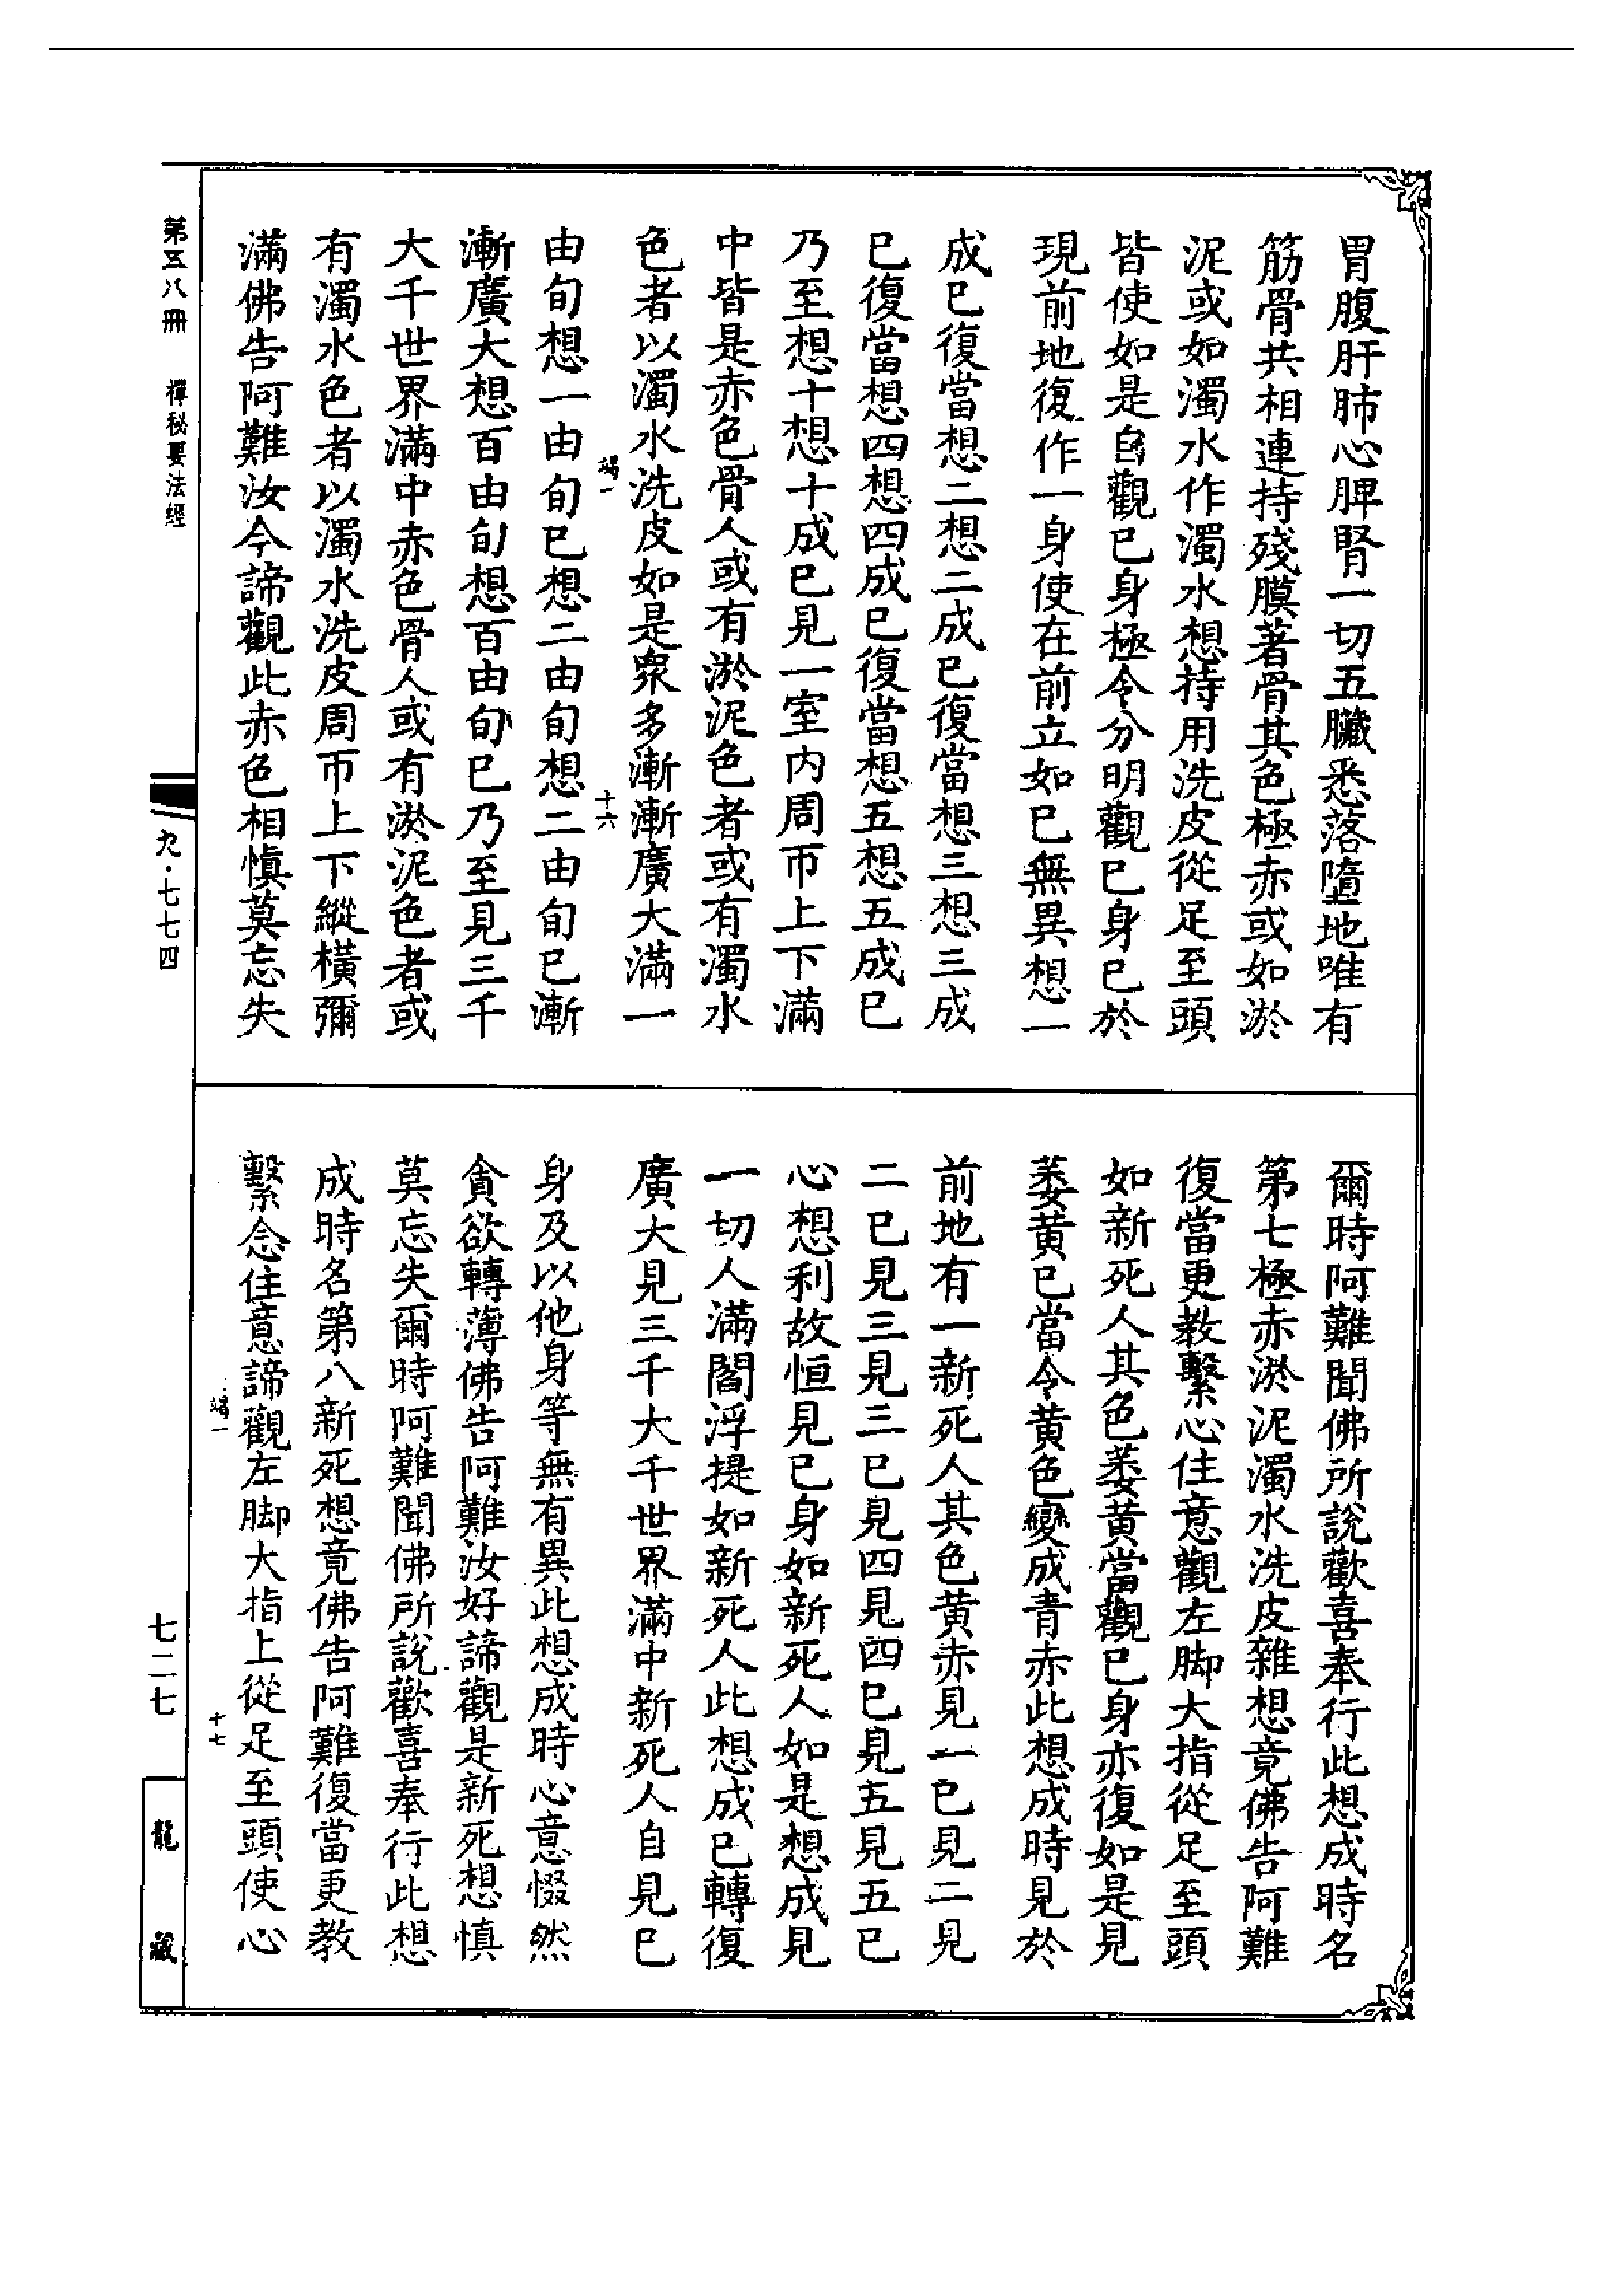 胃腹肝肺心脾腎一切五臟悉落墮地唯有
筋骨共相連持殘膜著骨其色極赤或如淤
泥或如濁水作濁水想持用洗皮從足至頭
皆使如是自觀已身極令分明觀已身已於
現前地復作一身使在前立如已無異想一
成已復當想二想二成已復當想三想三成
已復當想四想四成已復當想五想五成已
乃至想十想十成已見一室內周帀上下滿
中皆是赤色骨人或有淤泥色者或有濁水
色者以濁水洗皮如是眾多漸漸廣大滿一
竭一
十六
由旬想一由旬已想二由旬想二由旬已漸
漸廣大想百由旬想百由旬已乃至見三千
大千世界滿中赤色骨人或有淤泥色者或
有濁水色者以濁水洗皮周帀上下縱橫彌
滿佛告阿難汝今諦觀此赤色相慎莫忘失
爾時阿難聞佛所說歡喜奉行此想成時名
第七極赤淤泥濁水洗皮雜想竟佛告阿難
復當更教繫心住意觀左脚大指從足至頭
如新死人其色萎黃當觀已身亦復如是見
萎黃已當令黃色變成青赤此想成時見於
前地有一新死人其色黃赤見一已見二見
二已見三見三已見四見四已見五見五已
心想利故恒見已身如新死人如是想成見
一切人滿閻浮提如新死人此想成已轉復
廣大見三千大千世界滿中新死人自見已
身及以他身等無有異此想成時心意惙然
貪欲轉薄佛告阿難汝好諦觀是新死想慎
莫忘失爾時阿難聞佛所說歡喜奉行此想
成時名第八新死想竟佛告阿難復當更教
繫念住意諦觀左脚大指上從足至頭使心
竭一
十七
第五八冊
禪秘要法經
九·七七四
七二七
龍藏